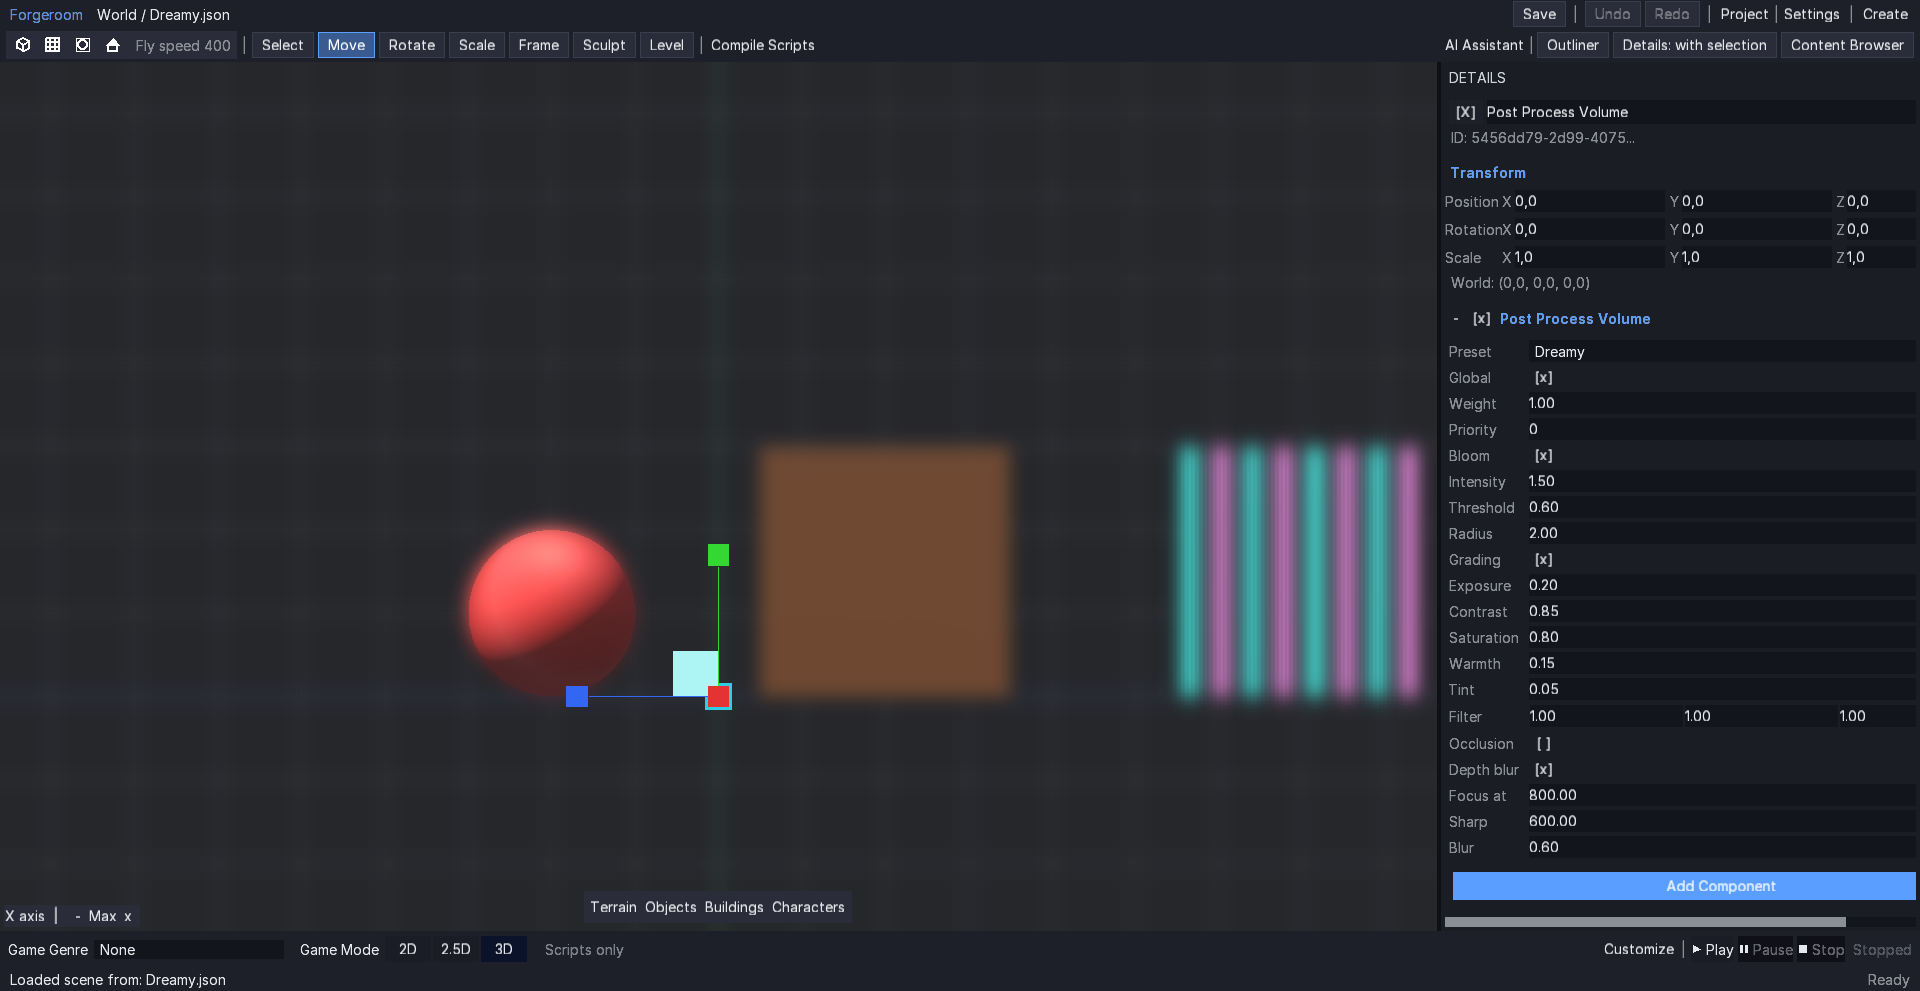 Forgeroom World / Dreamy.json Save | Undo Redo | Project | Settings | Create
Fly speed 400 | Select Move Rotate Scale Frame Sculpt Level | Compile Scripts AI Assistant | Outliner Details: with selection Content Browser
DETAILS
[X] Post Process Volume
ID: 5456dd79-2d99-4075...
Transform
Position X 0,0 Y 0,0 Z 0,0
Rotation X 0,0 Y 0,0 Z 0,0
Scale X 1,0 Y 1,0 Z 1,0
World: (0,0, 0,0, 0,0)
- [x] Post Process Volume
Preset Dreamy
Global [x]
Weight 1.00
Priority 0
Bloom [x]
Intensity 1.50
Threshold 0.60
Radius 2.00
Grading [x]
Exposure 0.20
Contrast 0.85
Saturation 0.80
Warmth 0.15
Tint 0.05
Filter 1.00 1.00 1.00
Occlusion [ ]
Depth blur [x]
Focus at 800.00
Sharp 600.00
Blur 0.60
Add Component
Terrain Objects Buildings Characters
X axis | - Max x
Game Genre None Game Mode 2D 2.5D 3D Scripts only Customize | Play Pause Stop Stopped
Loaded scene from: Dreamy.json Ready